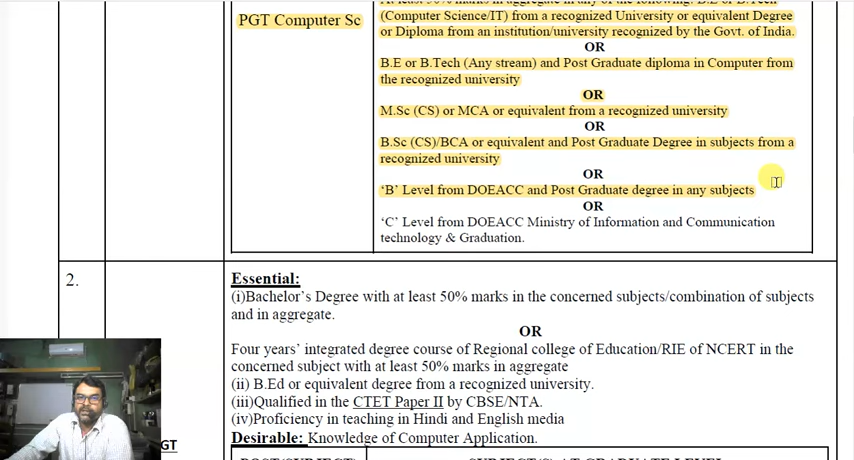 (Computer Science/IT) from a recognized University or equivalent Degree
PGT Computer Sc
or Diploma from an institution/university recognized by the Govt. of India.
OR
B.E or B.Tech (Any stream) and Post Graduate diploma in Computer from
the recognized university
OR
M.Sc (CS) or MCA or equivalent from a recognized university
OR
B.Sc (CS)/BCA or equivalent and Post Graduate Degree in subjects from a
recognized university
OR
‘B’ Level from DOEACC and Post Graduate degree in any subjects
OR
‘C’ Level from DOEACC Ministry of Information and Communication
technology & Graduation.
2.
Essential:
(i)Bachelor’s Degree with at least 50% marks in the concerned subjects/combination of subjects
and in aggregate.
OR
Four years’ integrated degree course of Regional college of Education/RIE of NCERT in the
concerned subject with at least 50% marks in aggregate
(ii) B.Ed or equivalent degree from a recognized university.
(iii)Qualified in the CTET Paper II by CBSE/NTA.
(iv)Proficiency in teaching in Hindi and English media
GT
Desirable: Knowledge of Computer Application.